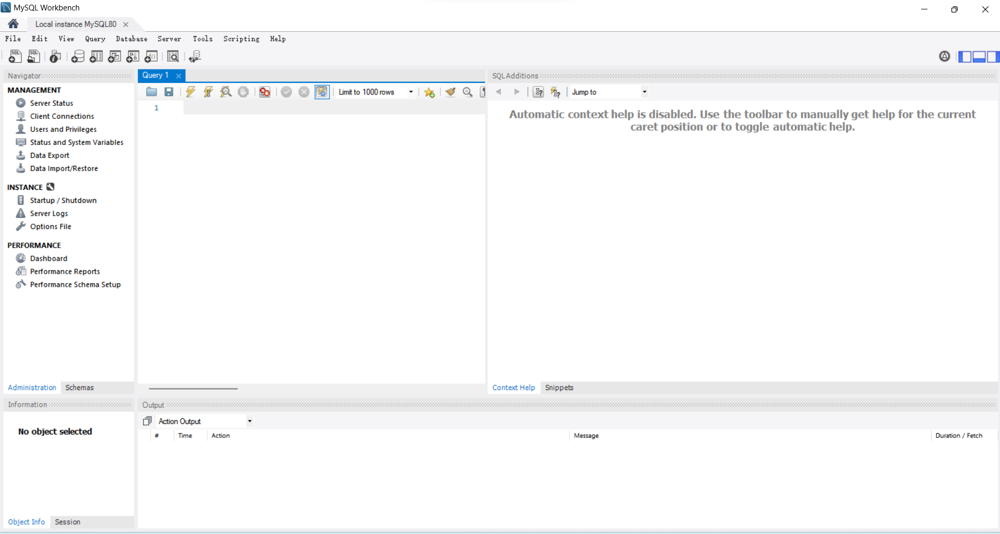 MySQL Workbench
Local instance MySQL80
File Edit View Query Database Server Tools Scripting Help
Navigator
MANAGEMENT
Server Status
Client Connections
Users and Privileges
Status and System Variables
Data Export
Data Import/Restore
INSTANCE
Startup / Shutdown
Server Logs
Options File
PERFORMANCE
Dashboard
Performance Reports
Performance Schema Setup
Administration Schemas
Query 1
Limit to 1000 rows
1
SQLAdditions
Jump to
Automatic context help is disabled. Use the toolbar to manually get help for the current
caret position or to toggle automatic help.
Context Help Snippets
Information
No object selected
Object Info Session
Output
Action Output
# Time Action Message Duration / Fetch